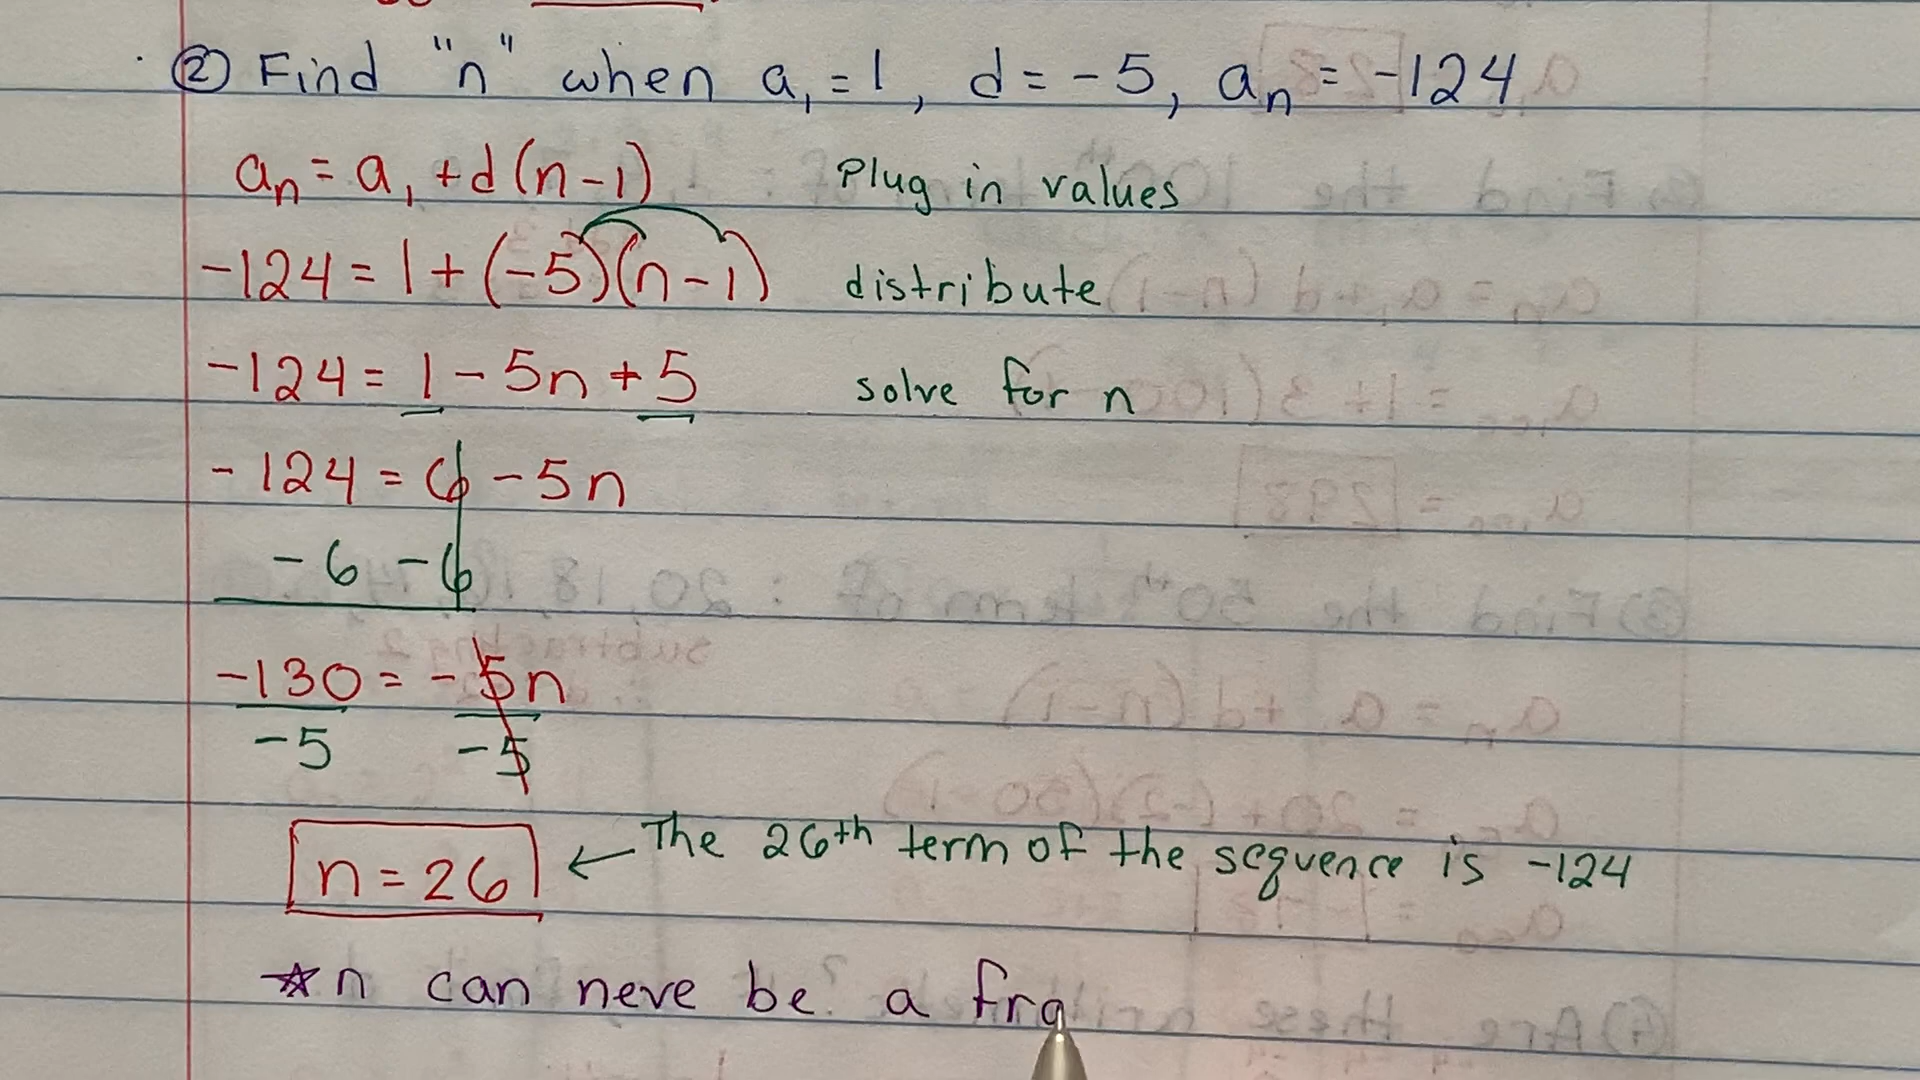 ② Find "n" when a₁ = 1, d = -5, aₙ = -124
aₙ = a₁ + d(n-1) Plug in values
-124 = 1 + (-5)(n-1) distribute
-124 = 1 - 5n + 5 solve for n
-124 = 6 - 5n
-6 -6
-130 = -5n
-5 -5
n = 26 ← The 26th term of the sequence is -124
☆ n can neve be a fra